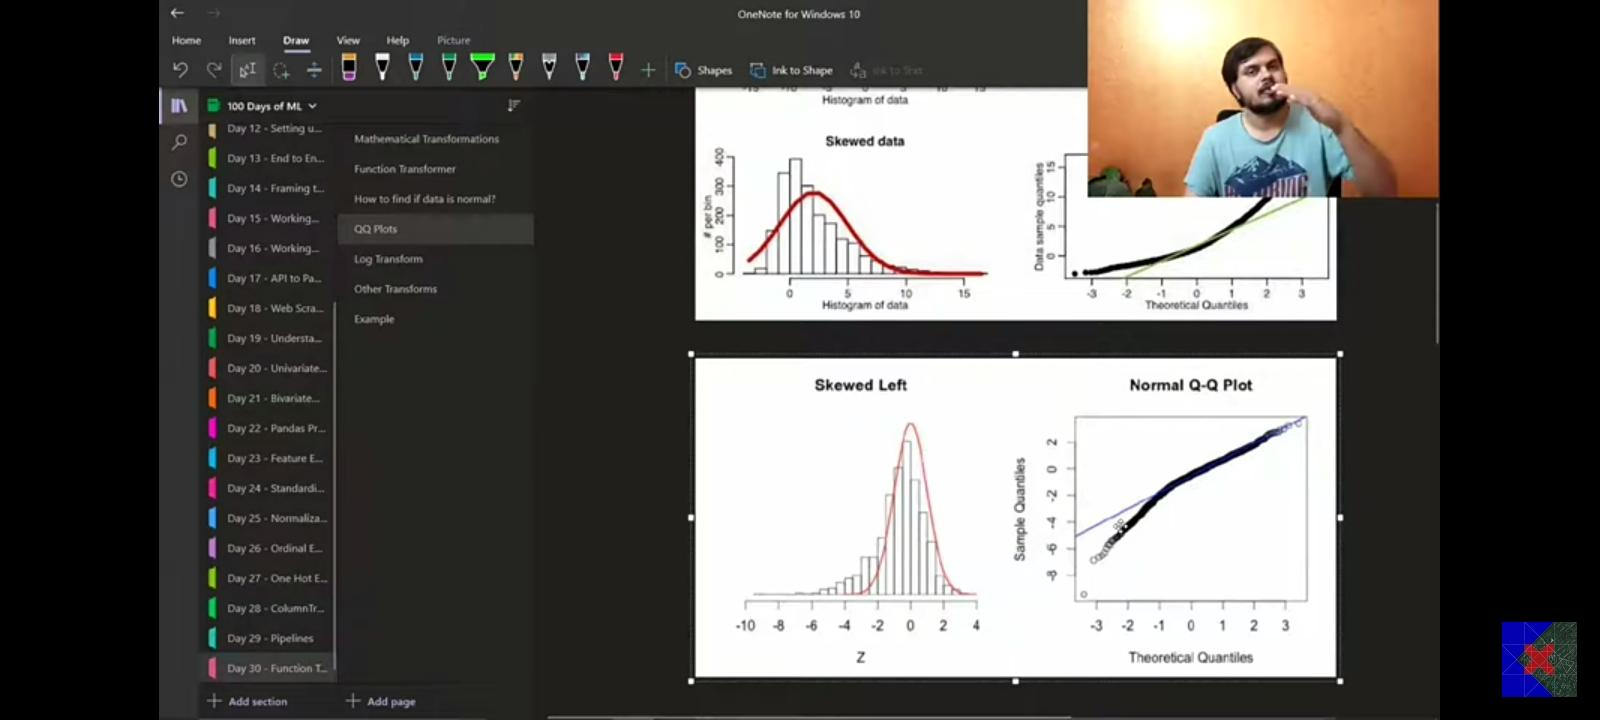 OneNote for Windows 10
Home Insert Draw View Help Picture
Shapes Ink to Shape Ink to Text
100 Days of ML
Day 12 - Setting u...
Day 13 - End to En...
Day 14 - Framing t...
Day 15 - Working...
Day 16 - Working...
Day 17 - API to Pa...
Day 18 - Web Scra...
Day 19 - Understa...
Day 20 - Univariate...
Day 21 - Bivariate...
Day 22 - Pandas Pr...
Day 23 - Feature E...
Day 24 - Standardi...
Day 25 - Normaliza...
Day 26 - Ordinal E...
Day 27 - One Hot E...
Day 28 - ColumnTr...
Day 29 - Pipelines
Day 30 - Function T...
Add section
Mathematical Transformations
Function Transformer
How to find if data is normal?
QQ Plots
Log Transform
Other Transforms
Example
Add page
Histogram of data
Skewed data
# per bin
0 100 200 300 400
0 5 10 15
Histogram of data
Data sample quantiles
0 5 10 15
-3 -2 -1 0 1 2 3
Theoretical Quantiles
Skewed Left
-10 -8 -6 -4 -2 0 2 4
Z
Normal Q-Q Plot
Sample Quantiles
-8 -6 -4 -2 0 2
-3 -2 -1 0 1 2 3
Theoretical Quantiles